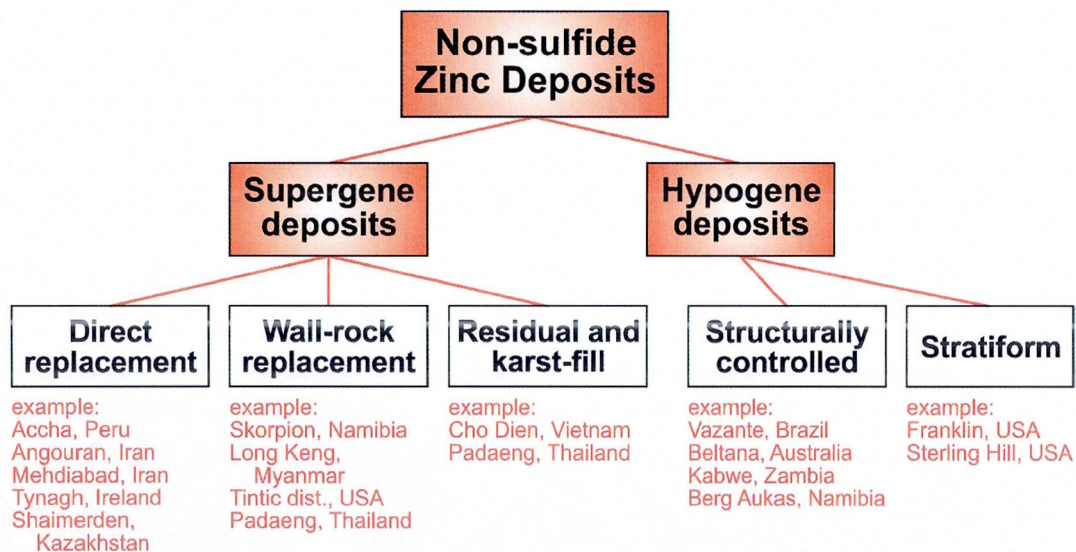 Non-sulfide
Zinc Deposits
Supergene
deposits
Hypogene
deposits
Direct
replacement
Wall-rock
replacement
Residual and
karst-fill
Structurally
controlled
Stratiform
example:
Accha, Peru
Angouran, Iran
Mehdiabad, Iran
Tynagh, Ireland
Shaimerden,
Kazakhstan
example:
Skorpion, Namibia
Long Keng,
Myanmar
Tintic dist., USA
Padaeng, Thailand
example:
Cho Dien, Vietnam
Padaeng, Thailand
example:
Vazante, Brazil
Beltana, Australia
Kabwe, Zambia
Berg Aukas, Namibia
example:
Franklin, USA
Sterling Hill, USA